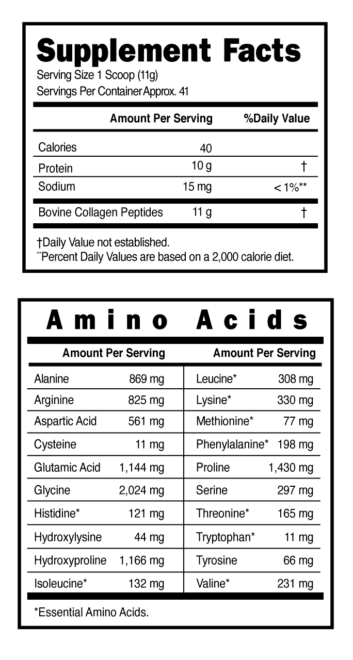 Supplement Facts
Serving Size 1 Scoop (11g)
Servings Per Container Approx. 41
Amount Per Serving %Daily Value
Calories 40
Protein 10 g †
Sodium 15 mg < 1%**
Bovine Collagen Peptides 11 g †
†Daily Value not established.
**Percent Daily Values are based on a 2,000 calorie diet.
Amino Acids
Amount Per Serving Amount Per Serving
Alanine 869 mg Leucine* 308 mg
Arginine 825 mg Lysine* 330 mg
Aspartic Acid 561 mg Methionine* 77 mg
Cysteine 11 mg Phenylalanine* 198 mg
Glutamic Acid 1,144 mg Proline 1,430 mg
Glycine 2,024 mg Serine 297 mg
Histidine* 121 mg Threonine* 165 mg
Hydroxylysine 44 mg Tryptophan* 11 mg
Hydroxyproline 1,166 mg Tyrosine 66 mg
Isoleucine* 132 mg Valine* 231 mg
*Essential Amino Acids.